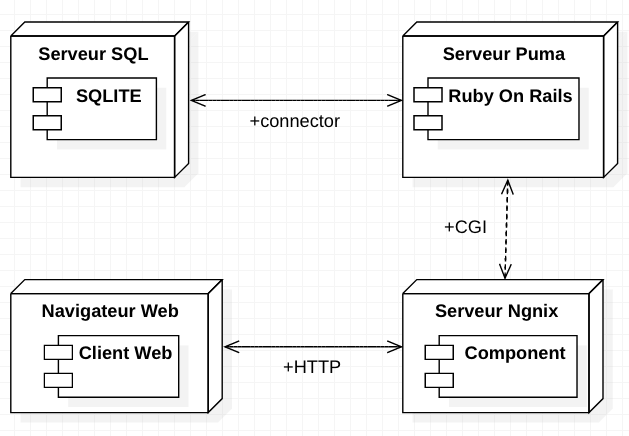 Serveur SQL
SQLITE
+connector
Serveur Puma
Ruby On Rails
+CGI
Navigateur Web
Client Web
+HTTP
Serveur Ngnix
Component